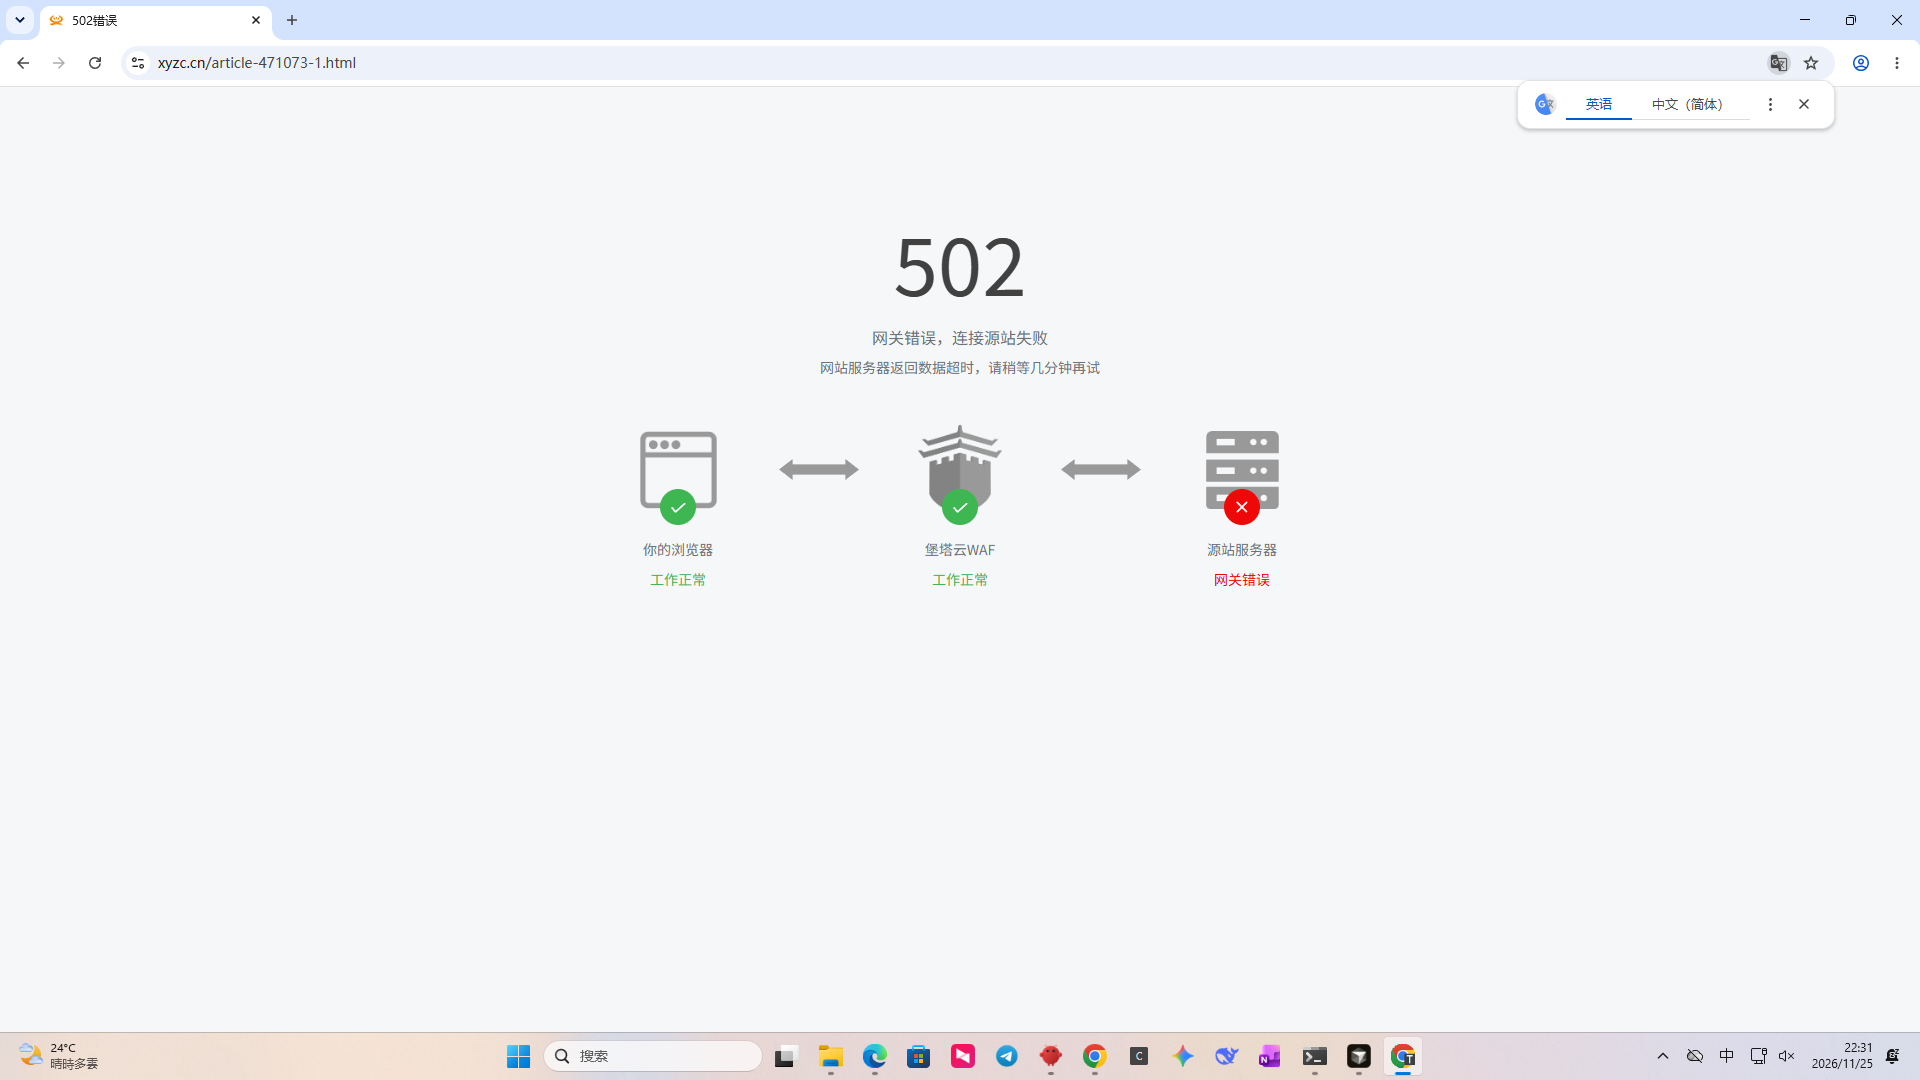 502错误
xyzc.cn/article-471073-1.html
英语
中文（简体）
502
网关错误，连接源站失败
网站服务器返回数据超时，请稍等几分钟再试
你的浏览器
堡塔云WAF
源站服务器
工作正常
工作正常
网关错误
24°C
晴時多雲
搜索
中
22:31
2026/11/25